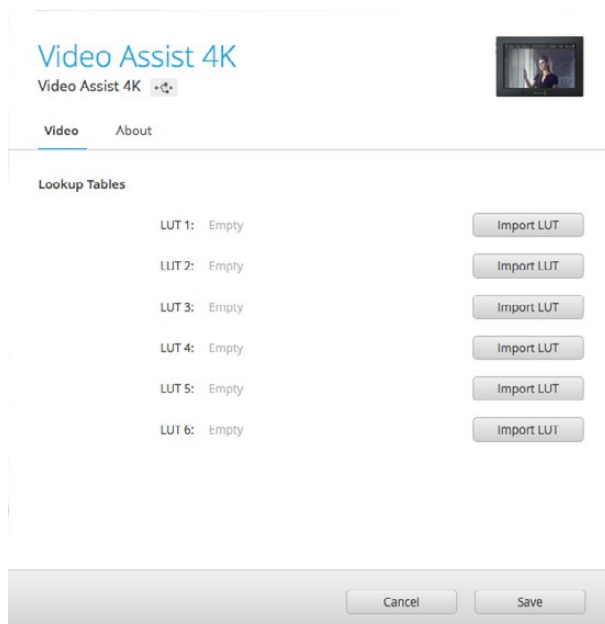 Video Assist 4K
Video Assist 4K
Video About
Lookup Tables
LUT 1: Empty Import LUT
LUT 2: Empty Import LUT
LUT 3: Empty Import LUT
LUT 4: Empty Import LUT
LUT 5: Empty Import LUT
LUT 6: Empty Import LUT
Cancel Save